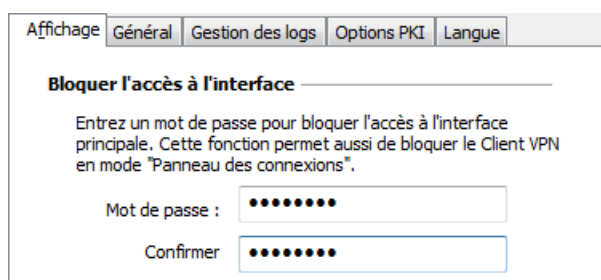 Affichage Général Gestion des logs Options PKI Langue
Bloquer l'accès à l'interface
Entrez un mot de passe pour bloquer l'accès à l'interface
principale. Cette fonction permet aussi de bloquer le Client VPN
en mode "Panneau des connexions".
Mot de passe : ●●●●●●●●
Confirmer ●●●●●●●●